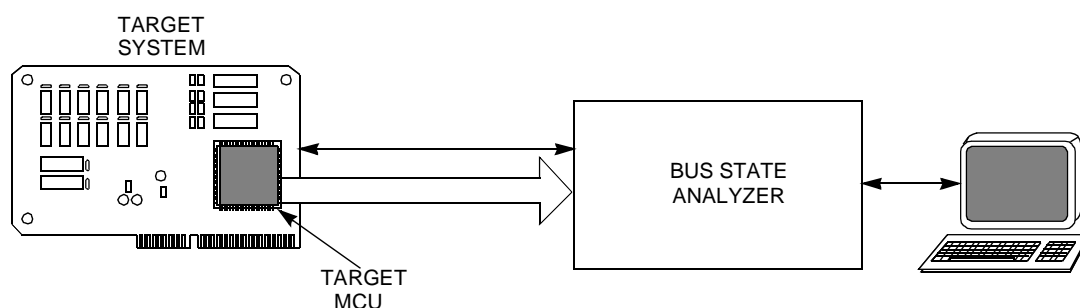 TARGET
SYSTEM
BUS STATE
ANALYZER
TARGET
MCU